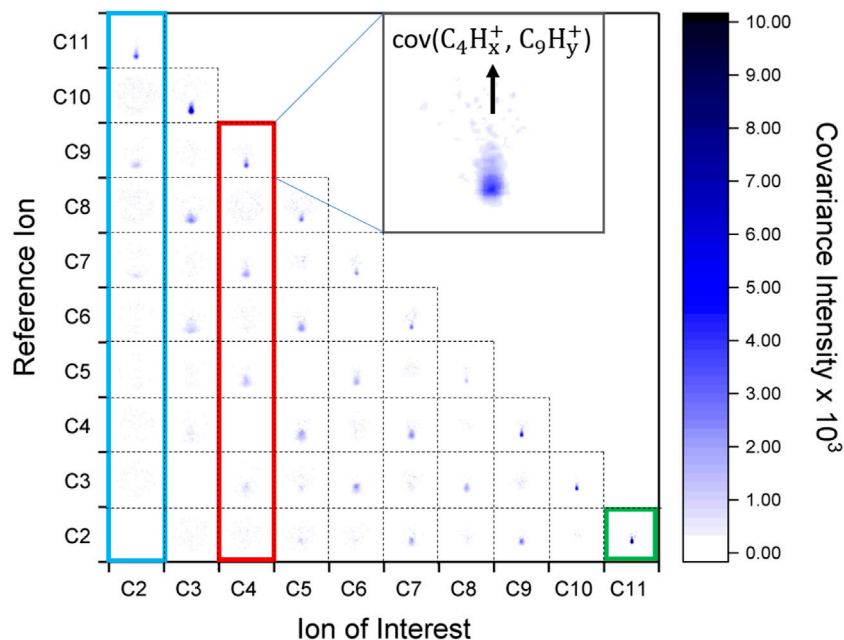 cov(C₄Hₓ⁺, C₉Hᵧ⁺)
C11
C10
C9
C8
C7
C6
C5
C4
C3
C2
Reference Ion
C2 C3 C4 C5 C6 C7 C8 C9 C10 C11
Ion of Interest
10.00
9.00
8.00
7.00
6.00
5.00
4.00
3.00
2.00
1.00
0.00
Covariance Intensity x 10³